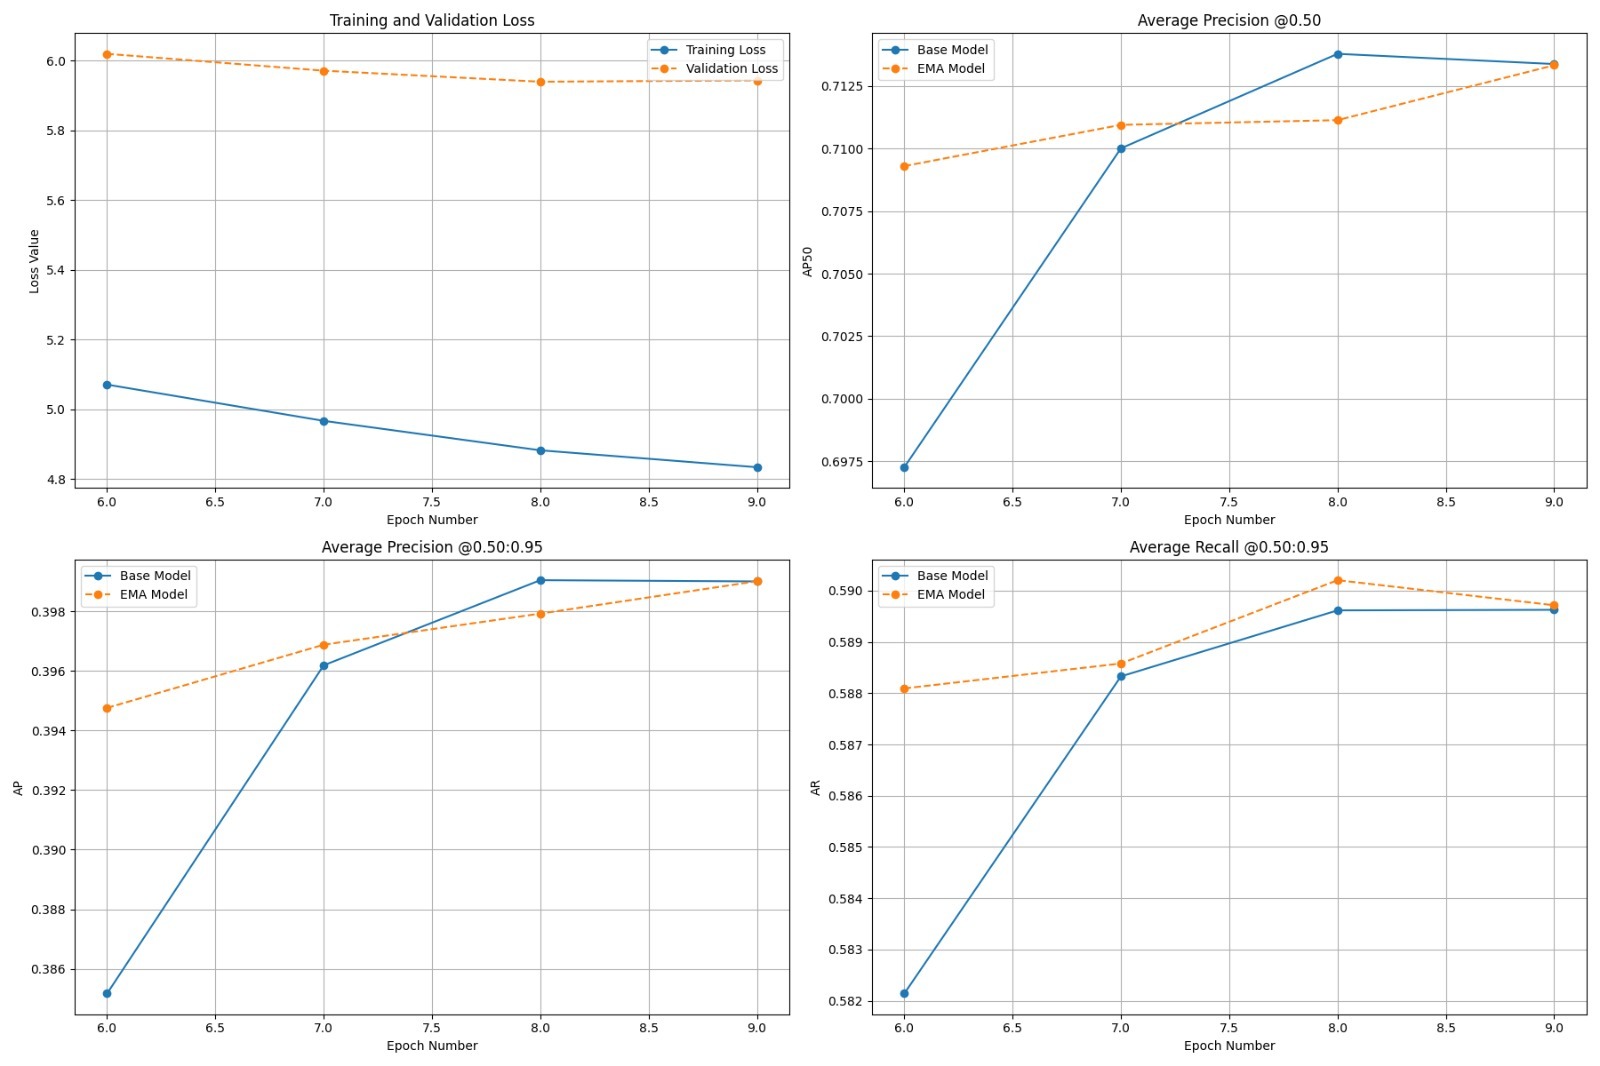 Training and Validation Loss
Training Loss
Validation Loss
6.0
5.8
5.6
5.4
5.2
5.0
4.8
Loss Value
6.0 6.5 7.0 7.5 8.0 8.5 9.0
Epoch Number
Average Precision @0.50
Base Model
EMA Model
0.7125
0.7100
0.7075
0.7050
0.7025
0.7000
0.6975
AP50
6.0 6.5 7.0 7.5 8.0 8.5 9.0
Epoch Number
Average Precision @0.50:0.95
Base Model
EMA Model
0.398
0.396
0.394
0.392
0.390
0.388
0.386
AP
6.0 6.5 7.0 7.5 8.0 8.5 9.0
Epoch Number
Average Recall @0.50:0.95
Base Model
EMA Model
0.590
0.589
0.588
0.587
0.586
0.585
0.584
0.583
0.582
AR
6.0 6.5 7.0 7.5 8.0 8.5 9.0
Epoch Number